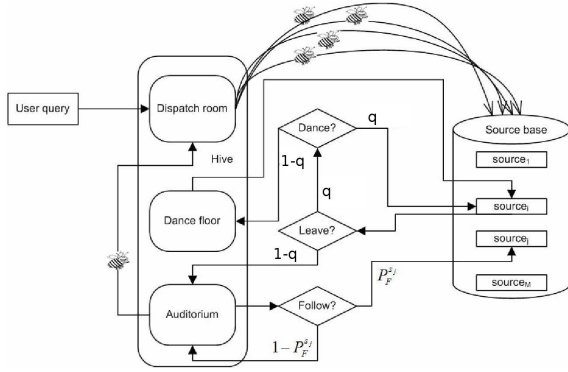 User query
Dispatch room
Hive
Dance floor
Auditorium
Dance?
q
1-q
q
Leave?
1-q
Follow?
P_F^{s_j}
1-P_F^{s_j}
Source base
source₁
sourceᵢ
sourceⱼ
source_M